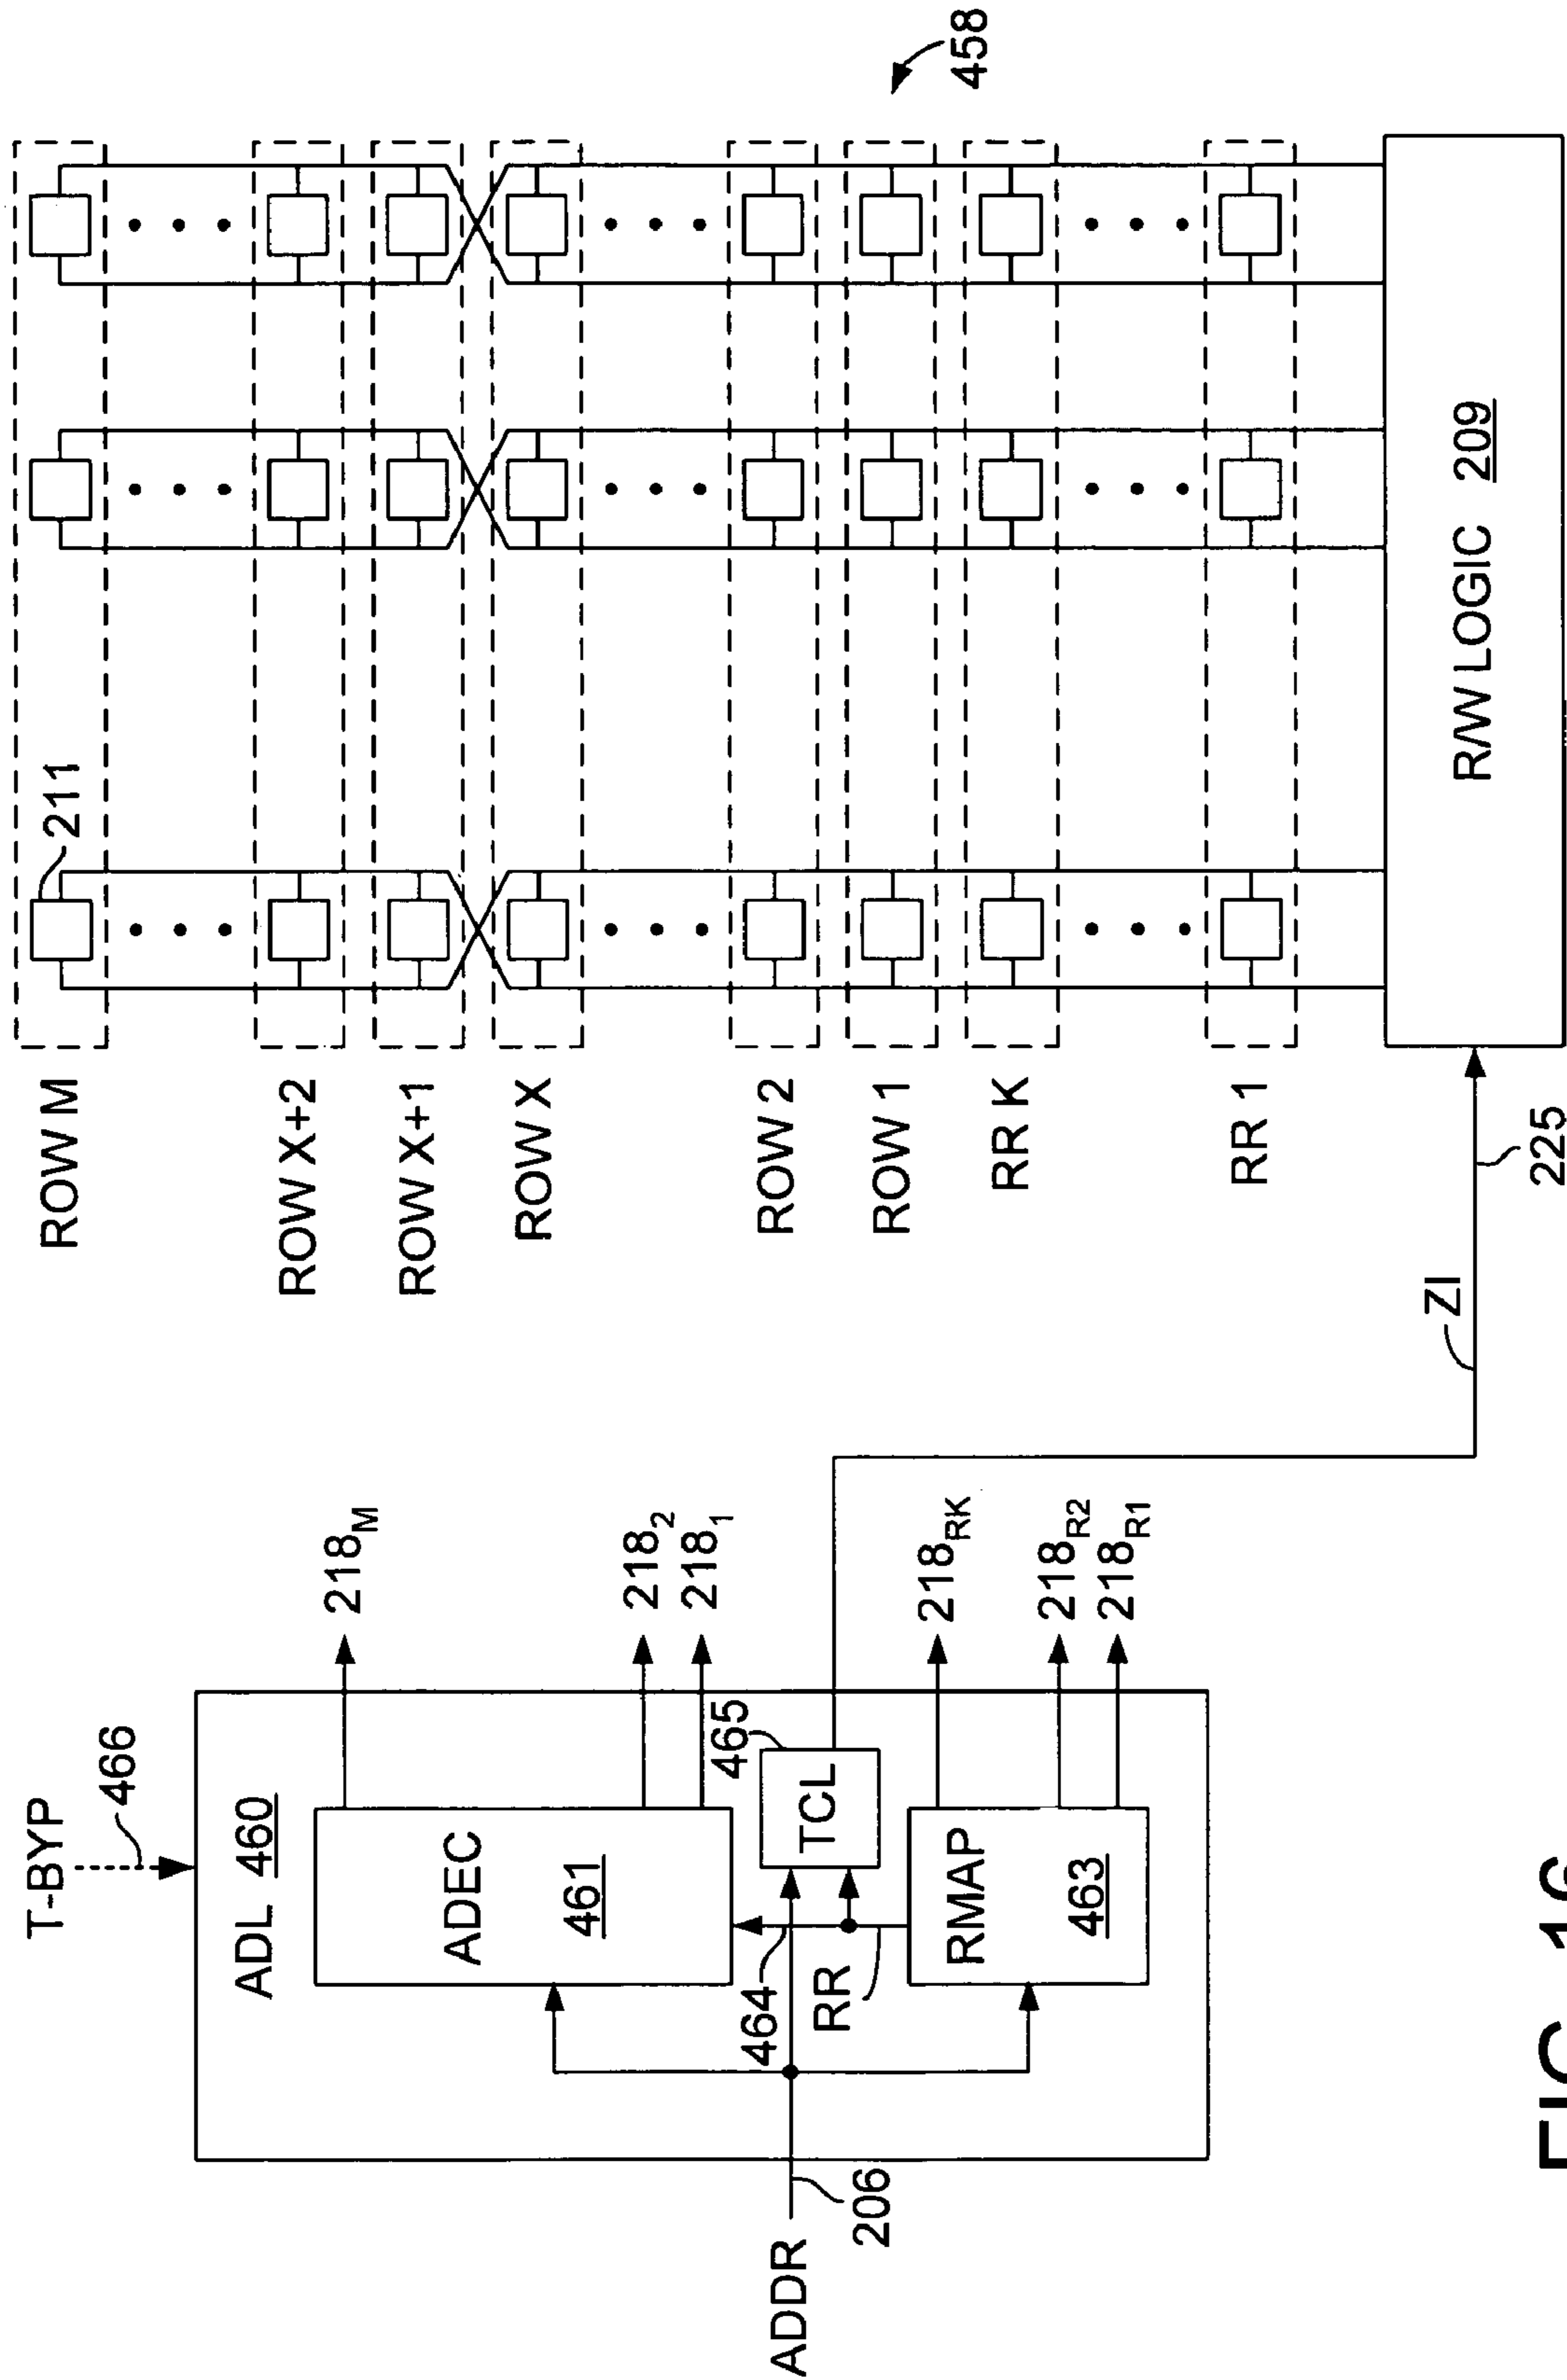 T-BYP
466
ADL 460
ADEC
461
TCL
465
RMAP
463
464
RR
ADDR
206
218M
2182
2181
218RK
218R2
218R1
ZI
225
ROW M
ROW X+2
ROW X+1
ROW X
ROW 2
ROW 1
RR K
RR 1
211
458
R/W LOGIC 209